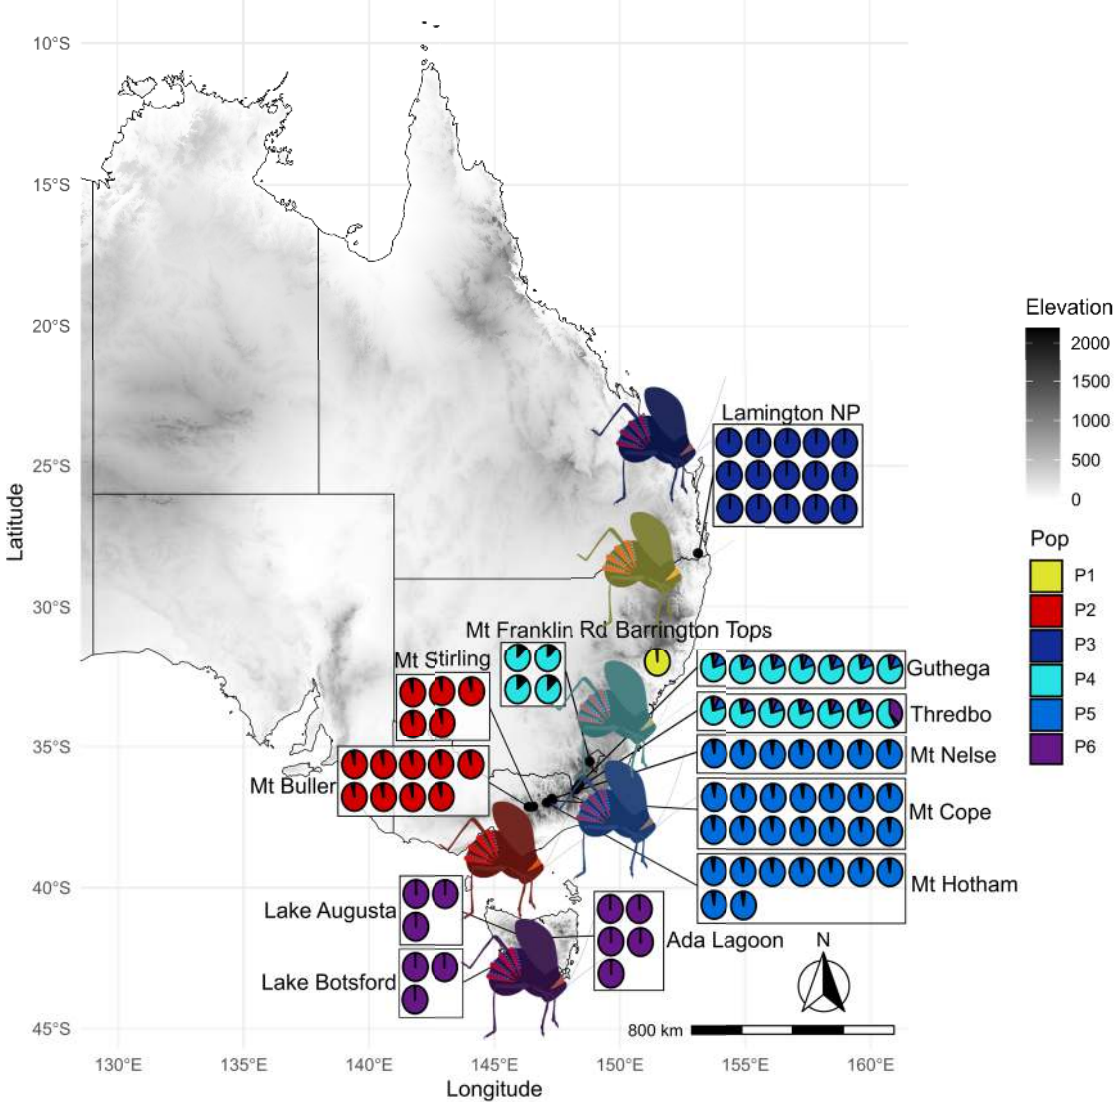 10°S
15°S
20°S
25°S
30°S
35°S
40°S
45°S
Latitude
130°E
135°E
140°E
145°E
150°E
155°E
160°E
Longitude
Lamington NP
Mt Franklin Rd
Barrington Tops
Mt Stirling
Guthega
Thredbo
Mt Nelse
Mt Buller
Mt Cope
Mt Hotham
Lake Augusta
Ada Lagoon
Lake Botsford
N
800 km
Elevation
2000
1500
1000
500
0
Pop
P1
P2
P3
P4
P5
P6